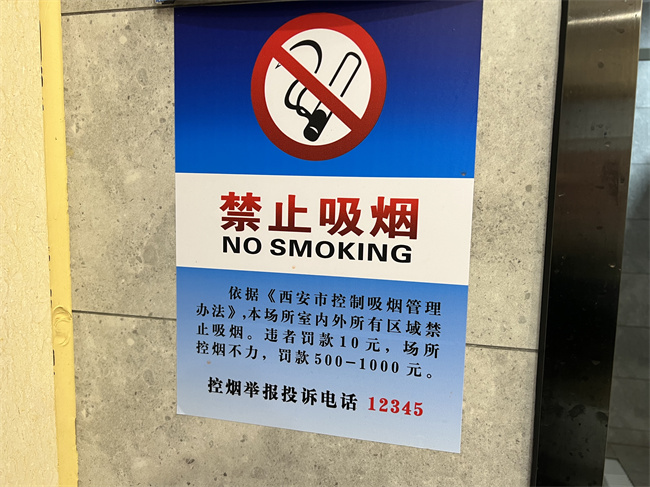 禁止吸烟
NO SMOKING
依据《西安市控制吸烟管理
办法》,本场所室内外所有区域禁
止吸烟。违者罚款10元,场所
控烟不力,罚款500-1000元。
控烟举报投诉电话 12345